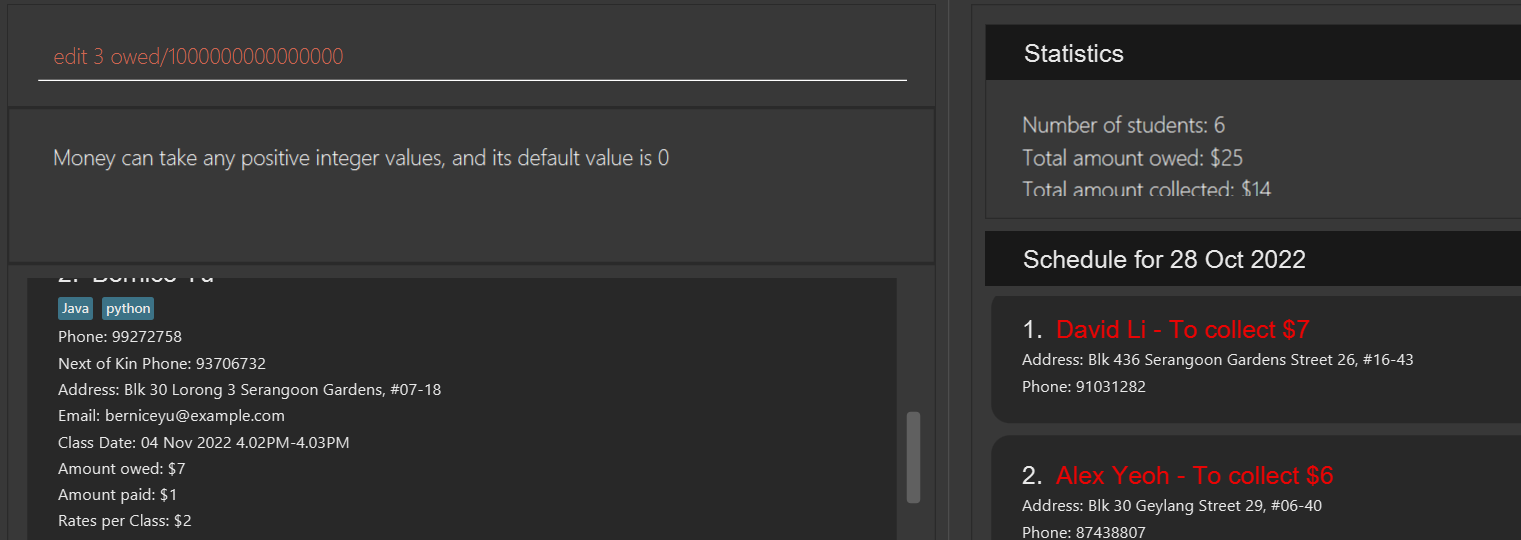 edit 3 owed/1000000000000000
Money can take any positive integer values, and its default value is 0
2. Bernice Yu
Java python
Phone: 99272758
Next of Kin Phone: 93706732
Address: Blk 30 Lorong 3 Serangoon Gardens, #07-18
Email: berniceyu@example.com
Class Date: 04 Nov 2022 4.02PM-4.03PM
Amount owed: $7
Amount paid: $1
Rates per Class: $2
Statistics
Number of students: 6
Total amount owed: $25
Total amount collected: $14
Schedule for 28 Oct 2022
1. David Li - To collect $7
Address: Blk 436 Serangoon Gardens Street 26, #16-43
Phone: 91031282
2. Alex Yeoh - To collect $6
Address: Blk 30 Geylang Street 29, #06-40
Phone: 87438807